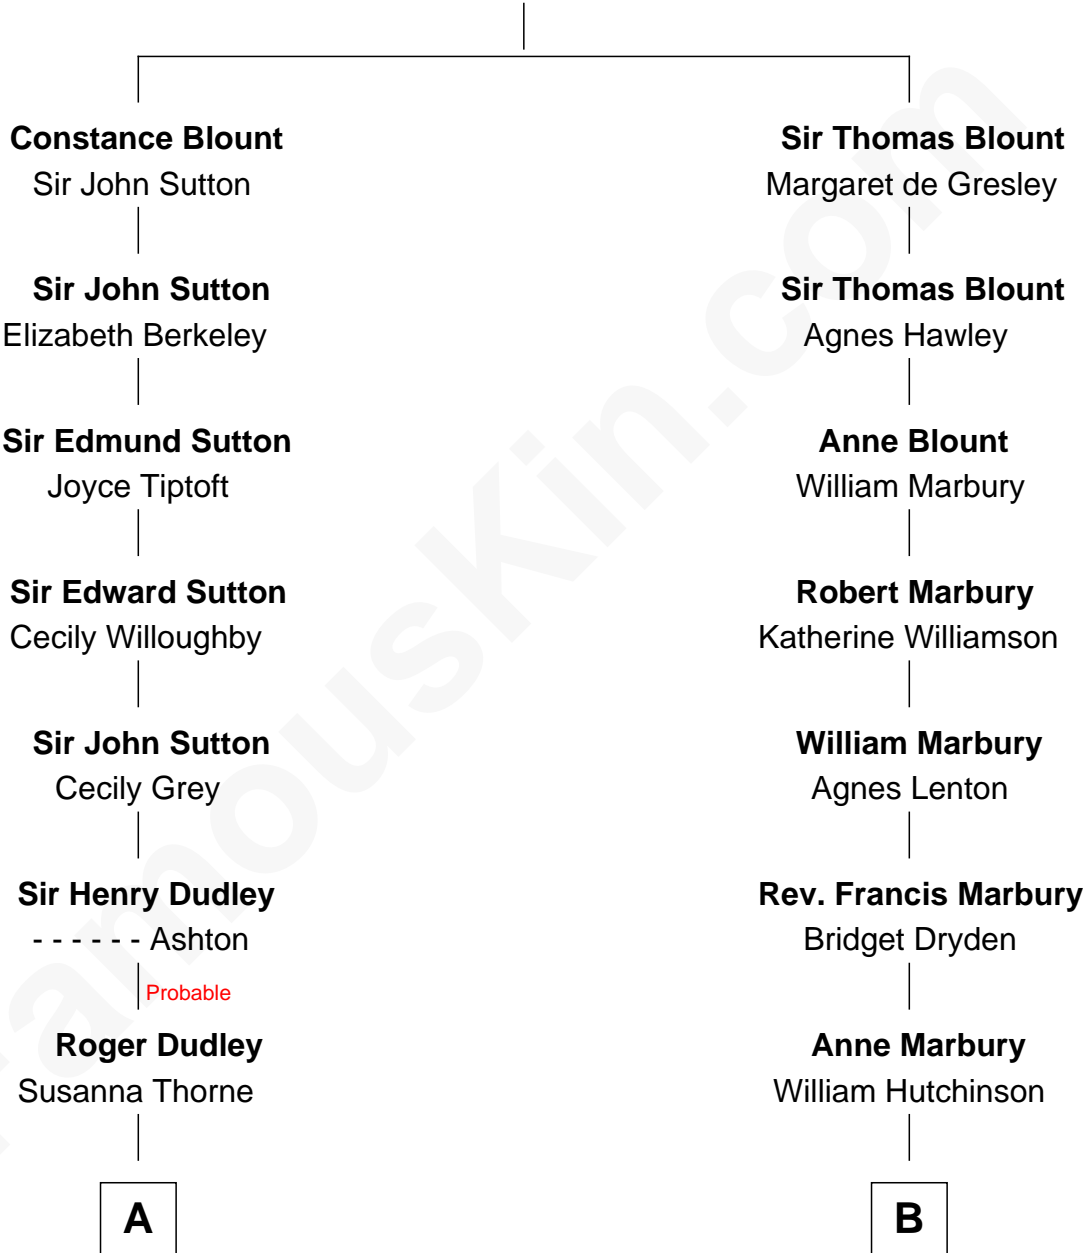 Constance Blount
Sir John Sutton
Sir John Sutton
Elizabeth Berkeley
Sir Edmund Sutton
Joyce Tiptoft
Sir Edward Sutton
Cecily Willoughby
Sir John Sutton
Cecily Grey
Sir Henry Dudley
- - - - - - Ashton
Probable
Roger Dudley
Susanna Thorne
A
Sir Thomas Blount
Margaret de Gresley
Sir Thomas Blount
Agnes Hawley
Anne Blount
William Marbury
Robert Marbury
Katherine Williamson
William Marbury
Agnes Lenton
Rev. Francis Marbury
Bridget Dryden
Anne Marbury
William Hutchinson
B
FamousKin.com